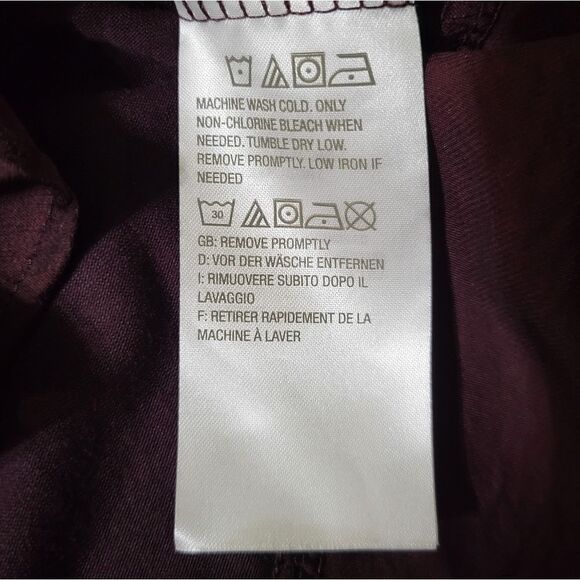 MACHINE WASH COLD. ONLY
NON-CHLORINE BLEACH WHEN
NEEDED. TUMBLE DRY LOW.
REMOVE PROMPTLY. LOW IRON IF
NEEDED
30
GB: REMOVE PROMPTLY
D: VOR DER WÄSCHE ENTFERNEN
I: RIMUOVERE SUBITO DOPO IL
LAVAGGIO
F: RETIRER RAPIDEMENT DE LA
MACHINE À LAVER